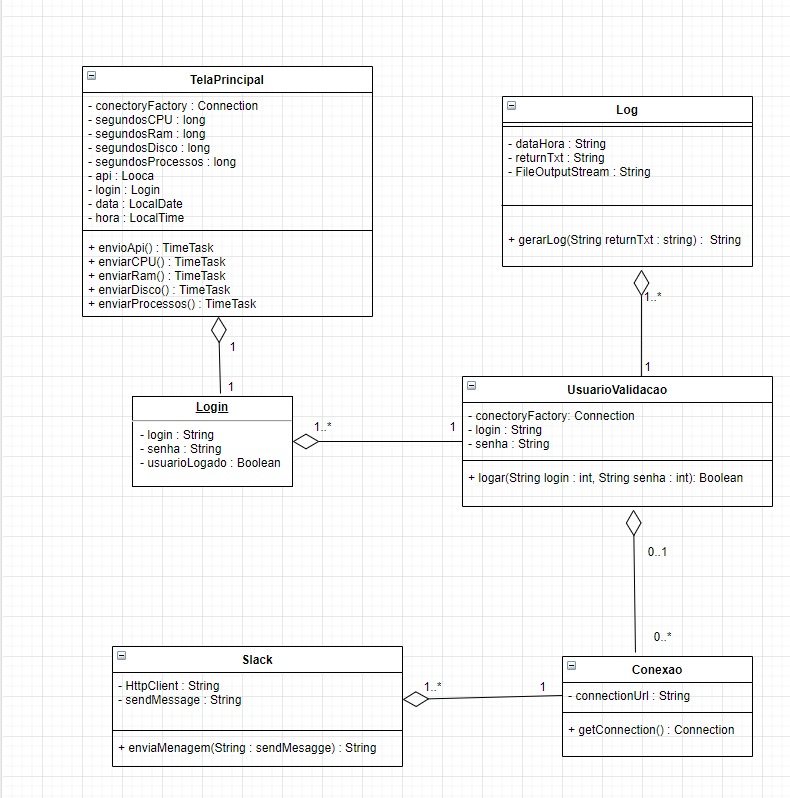 TelaPrincipal
- conectoryFactory : Connection
- segundosCPU : long
- segundosRam : long
- segundosDisco : long
- segundosProcessos : long
- api : Looca
- login : Login
- data : LocalDate
- hora : LocalTime
+ envioApi() : TimeTask
+ enviarCPU() : TimeTask
+ enviarRam() : TimeTask
+ enviarDisco() : TimeTask
+ enviarProcessos() : TimeTask
Log
- dataHora : String
- returnTxt : String
- FileOutputStream : String
+ gerarLog(String returnTxt : string) : String
1
1
1..*
1
Login
- login : String
- senha : String
- usuarioLogado : Boolean
1..*
1
UsuarioValidacao
- conectoryFactory: Connection
- login : String
- senha : String
+ logar(String login : int, String senha : int): Boolean
0..1
0..*
Slack
- HttpClient : String
- sendMessage : String
+ enviaMenagem(String : sendMesagge) : String
1..*
1
Conexao
- connectionUrl : String
+ getConnection() : Connection